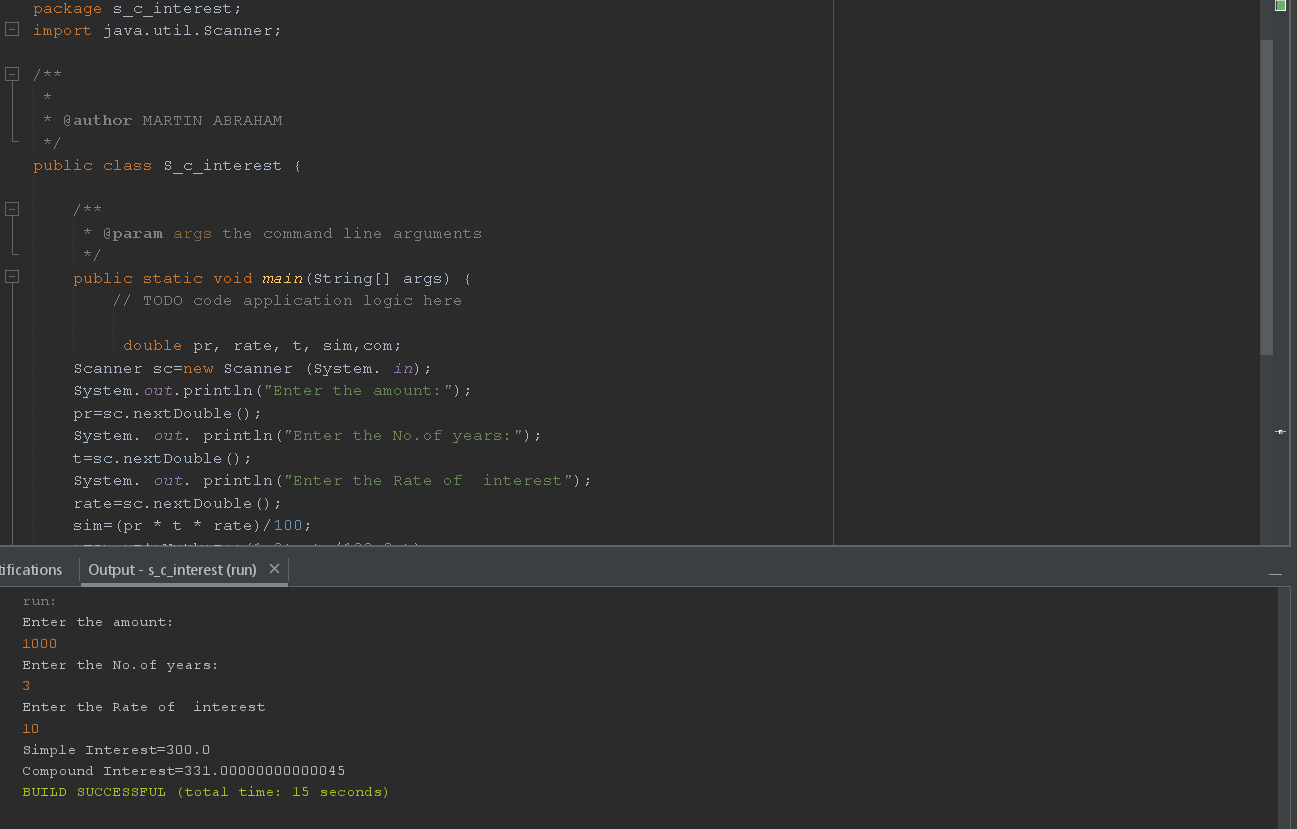 package s_c_interest;
import java.util.Scanner;
/**
*
* @author MARTIN ABRAHAM
*/
public class S_c_interest {
/**
* @param args the command line arguments
*/
public static void main(String[] args) {
// TODO code application logic here
double pr, rate, t, sim,com;
Scanner sc=new Scanner (System. in);
System.out.println("Enter the amount:");
pr=sc.nextDouble();
System. out. println("Enter the No.of years:");
t=sc.nextDouble();
System. out. println("Enter the Rate of  interest");
rate=sc.nextDouble();
sim=(pr * t * rate)/100;
tifications
Output - s_c_interest (run) ×
run:
Enter the amount:
1000
Enter the No.of years:
3
Enter the Rate of  interest
10
Simple Interest=300.0
Compound Interest=331.00000000000045
BUILD SUCCESSFUL (total time: 15 seconds)